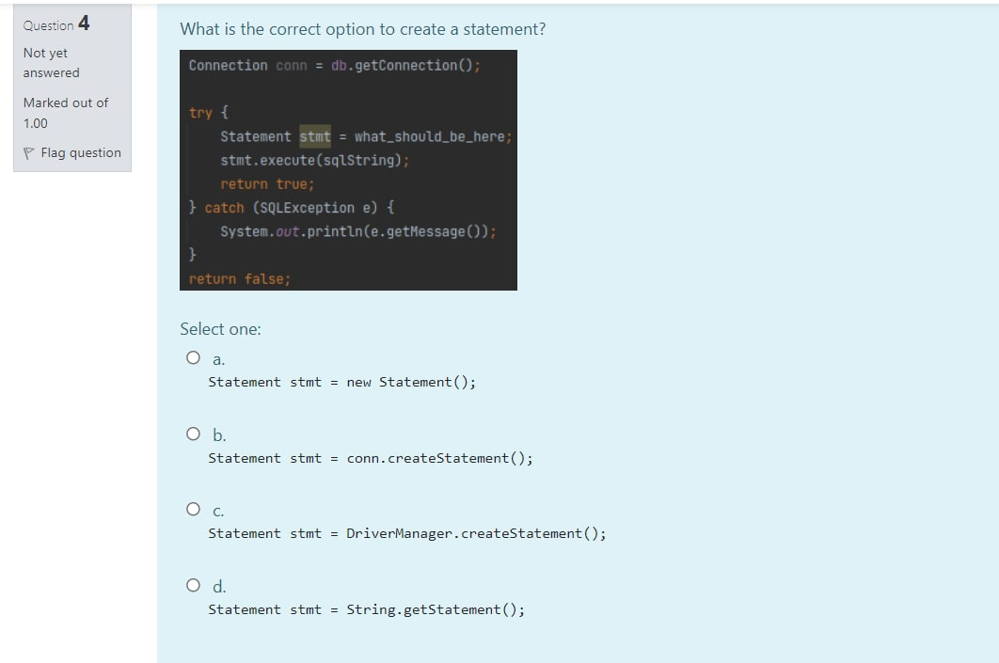 Question 4
Not yet
answered
Marked out of
1.00
Flag question
What is the correct option to create a statement?
Connection conn = db.getConnection();
try {
Statement stmt = what_should_be_here;
stmt.execute(sqlString);
return true;
} catch (SQLException e) {
System.out.println(e.getMessage());
}
return false;
Select one:
a.
Statement stmt = new Statement();
b.
Statement stmt = conn.createStatement();
c.
Statement stmt = DriverManager.createStatement();
d.
Statement stmt = String.getStatement();